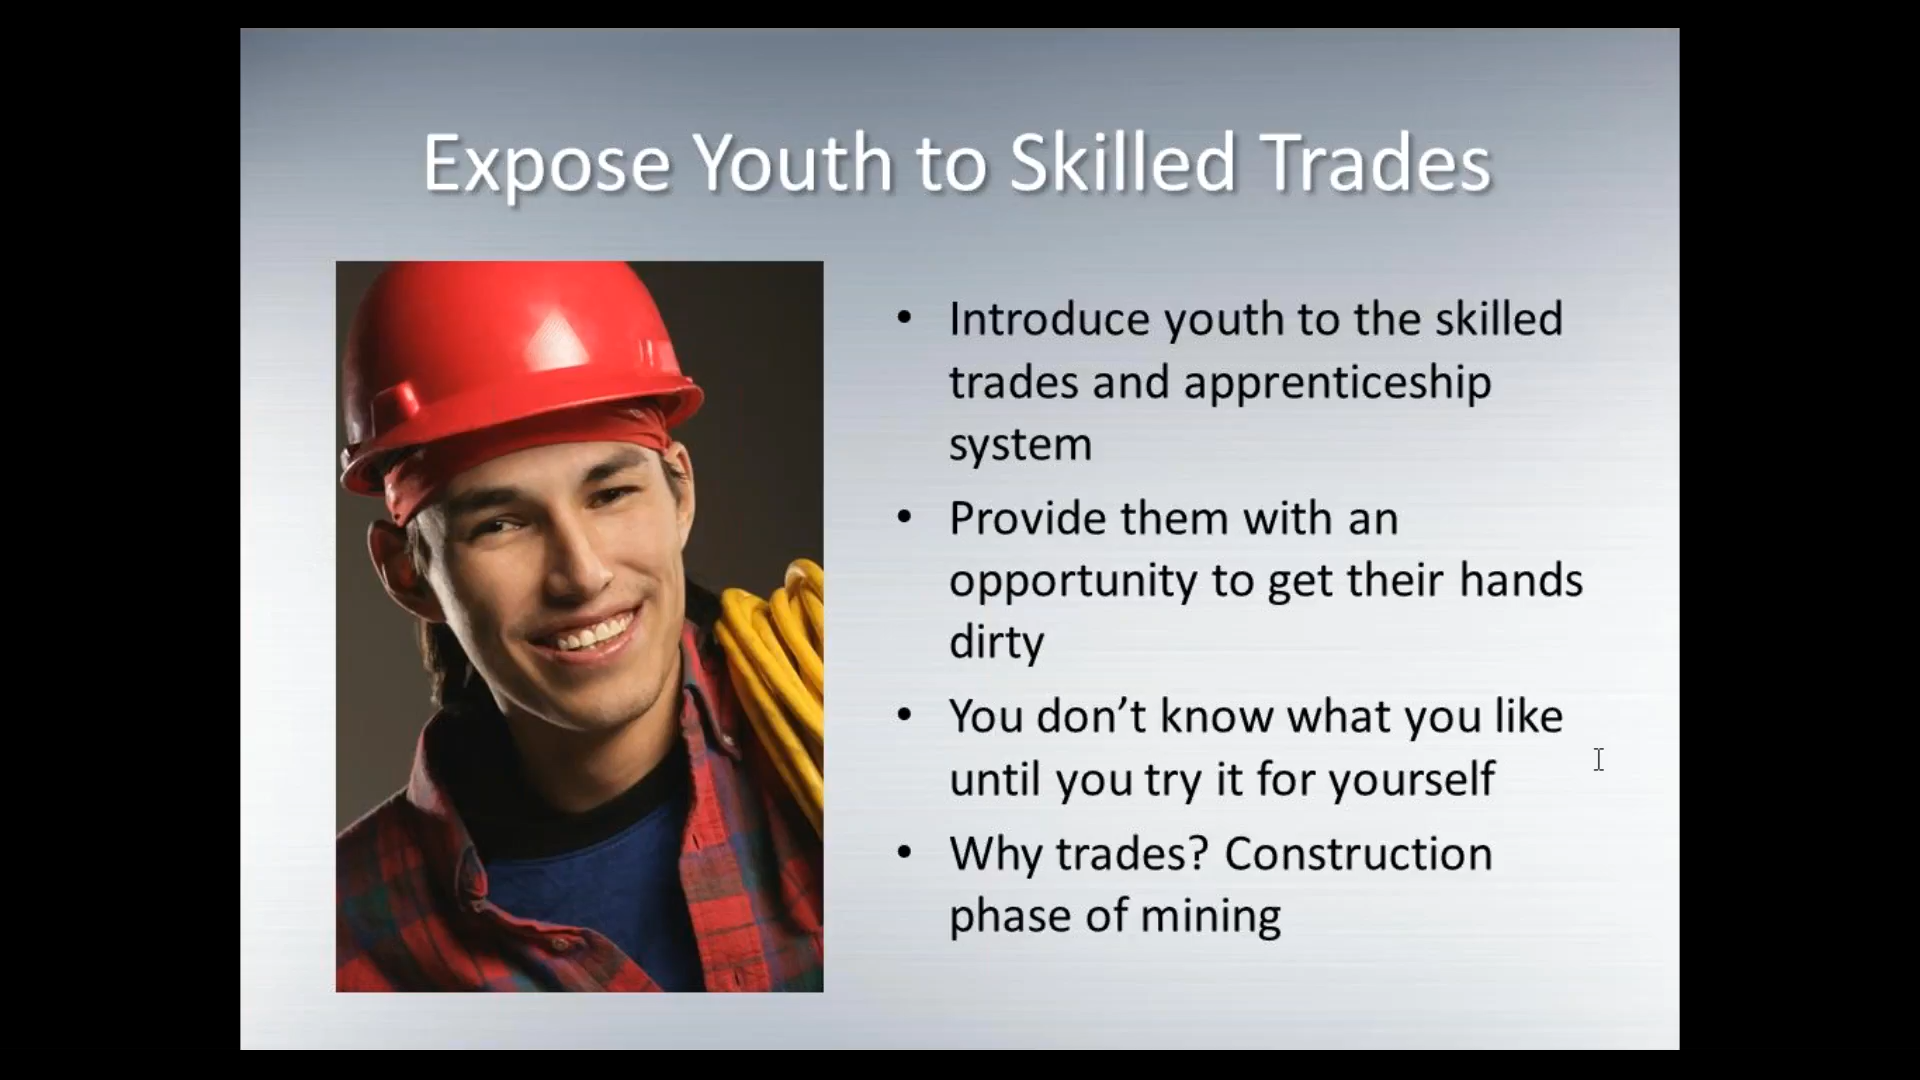 Expose Youth to Skilled Trades
• Introduce youth to the skilled
trades and apprenticeship
system
• Provide them with an
opportunity to get their hands
dirty
• You don’t know what you like
until you try it for yourself
• Why trades? Construction
phase of mining